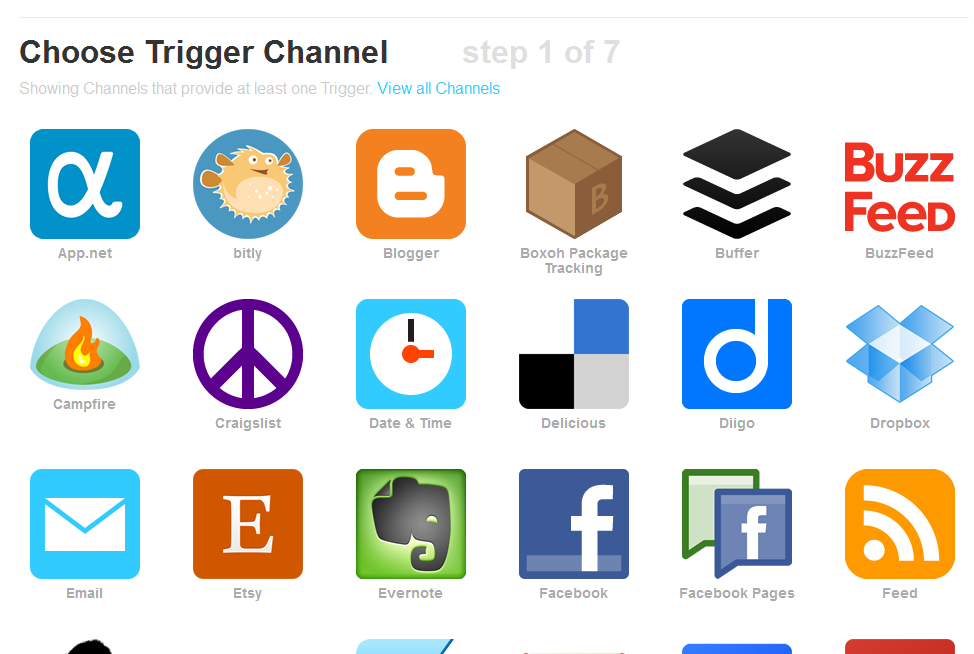 Choose Trigger Channel step 1 of 7
Showing Channels that provide at least one Trigger. View all Channels
B
Buzz
Feed
App.net bitly Blogger Boxoh Package Buffer BuzzFeed
Tracking
Campfire
Craigslist Date & Time Delicious Diigo Dropbox
E
f
f
Email Etsy Evernote Facebook Facebook Pages Feed